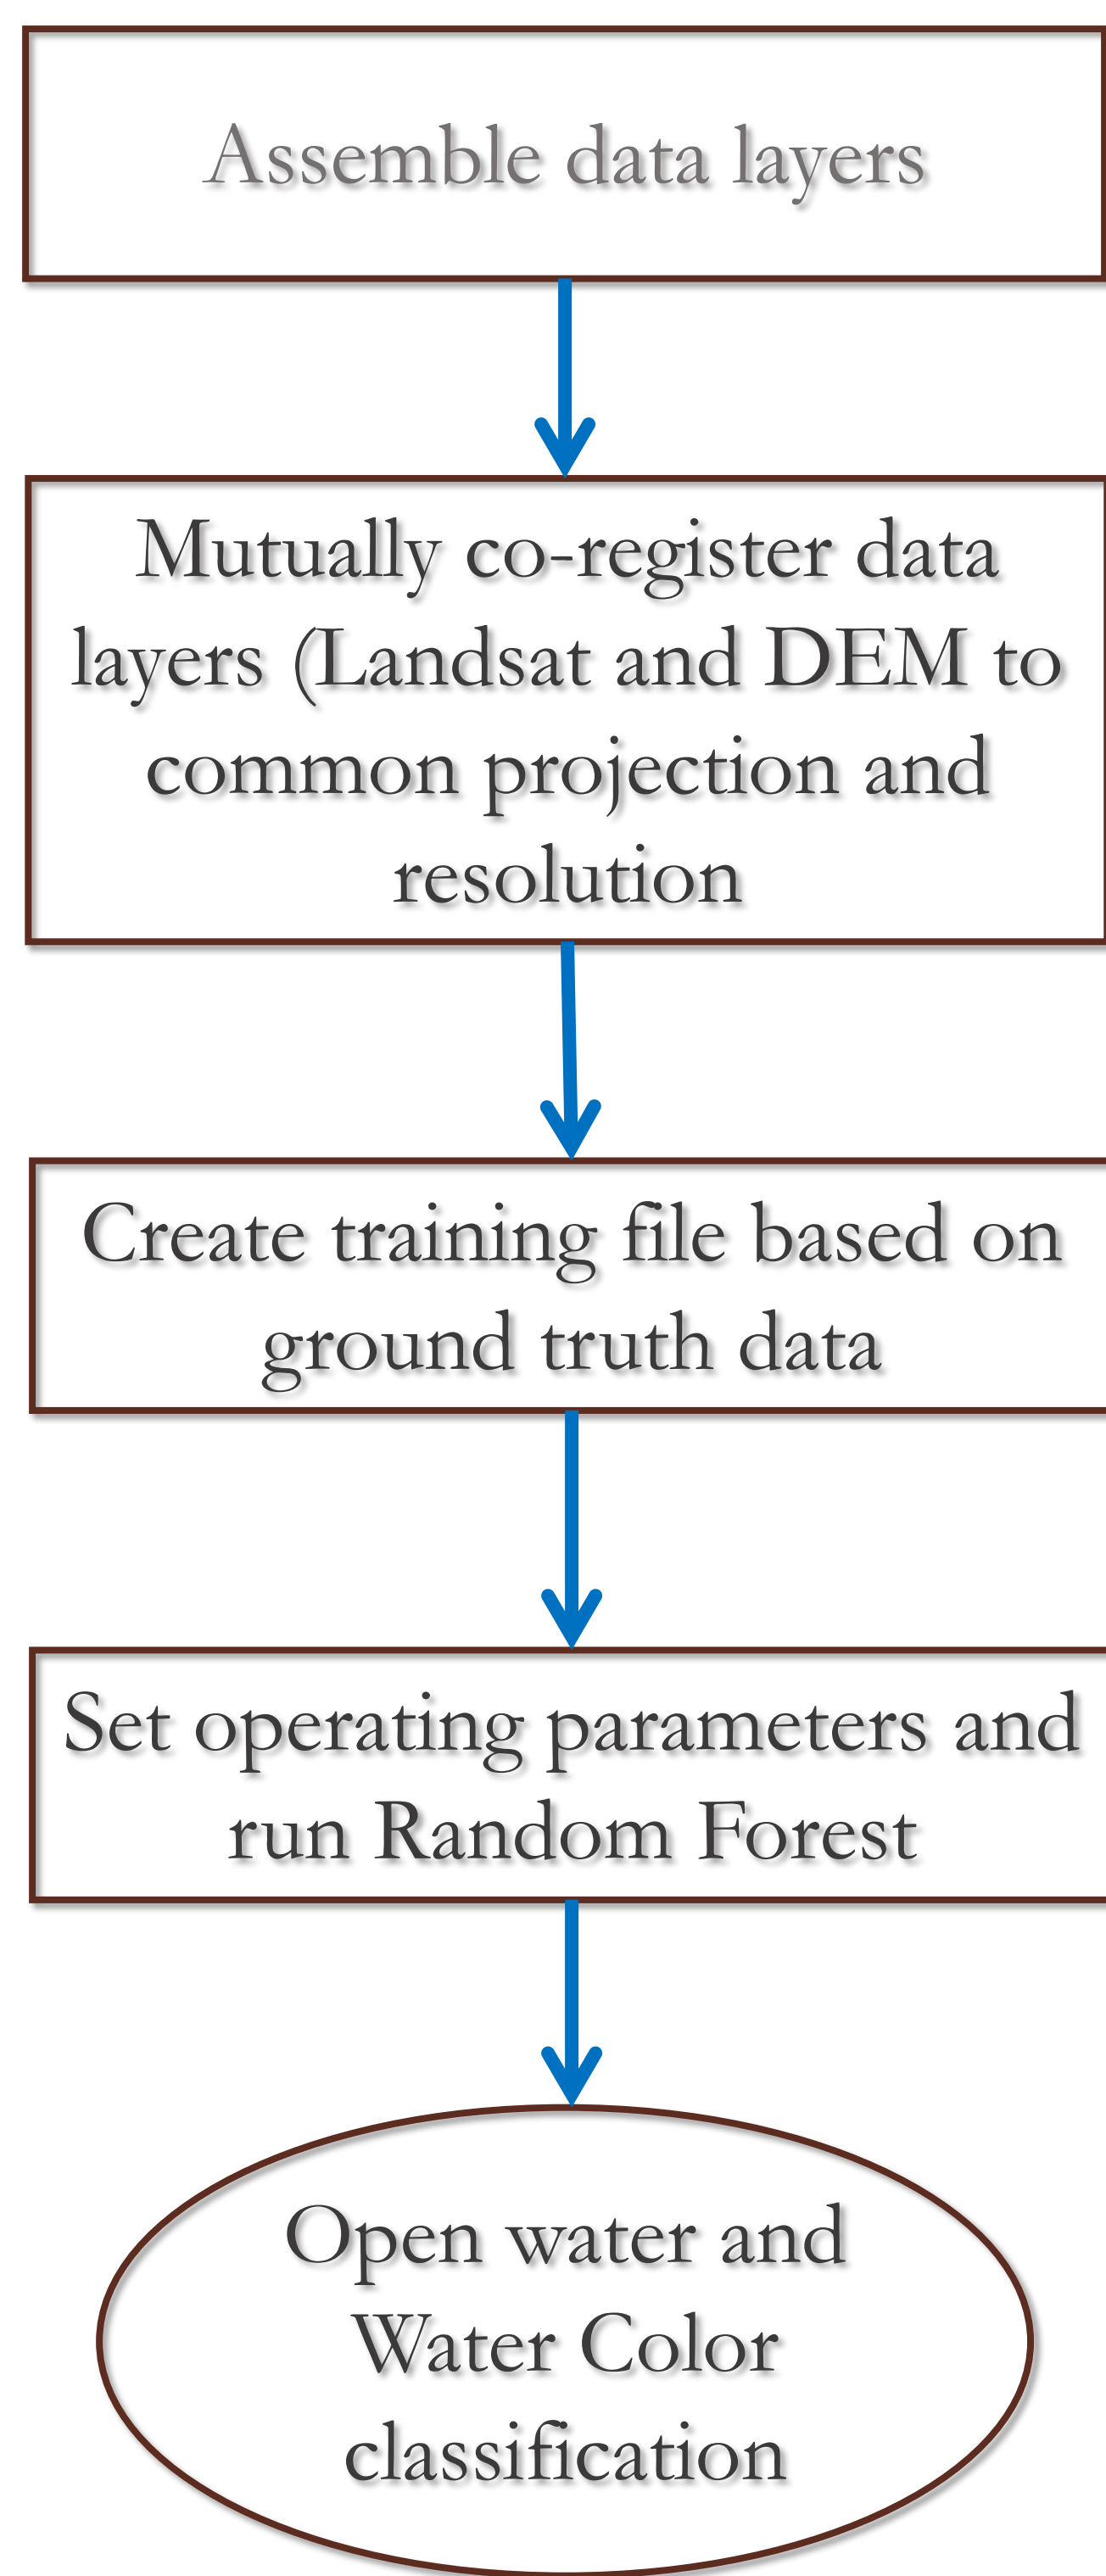 Assemble data layers
Mutually co-register data
layers (Landsat and DEM to
common projection and
resolution
Create training file based on
ground truth data
Set operating parameters and
run Random Forest
Open water and
Water Color
classification